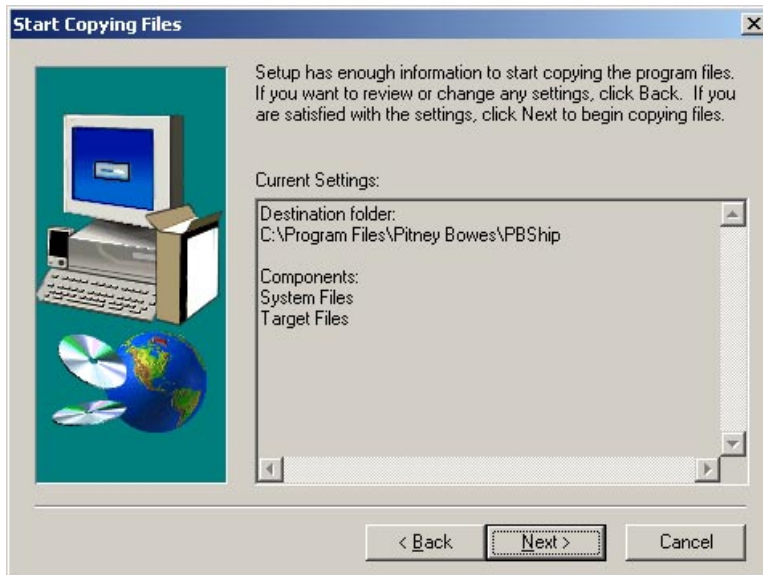 Start Copying Files
Setup has enough information to start copying the program files.
If you want to review or change any settings, click Back. If you
are satisfied with the settings, click Next to begin copying files.
Current Settings:
Destination folder:
C:\Program Files\Pitney Bowes\PBShip
Components:
System Files
Target Files
< Back
Next >
Cancel